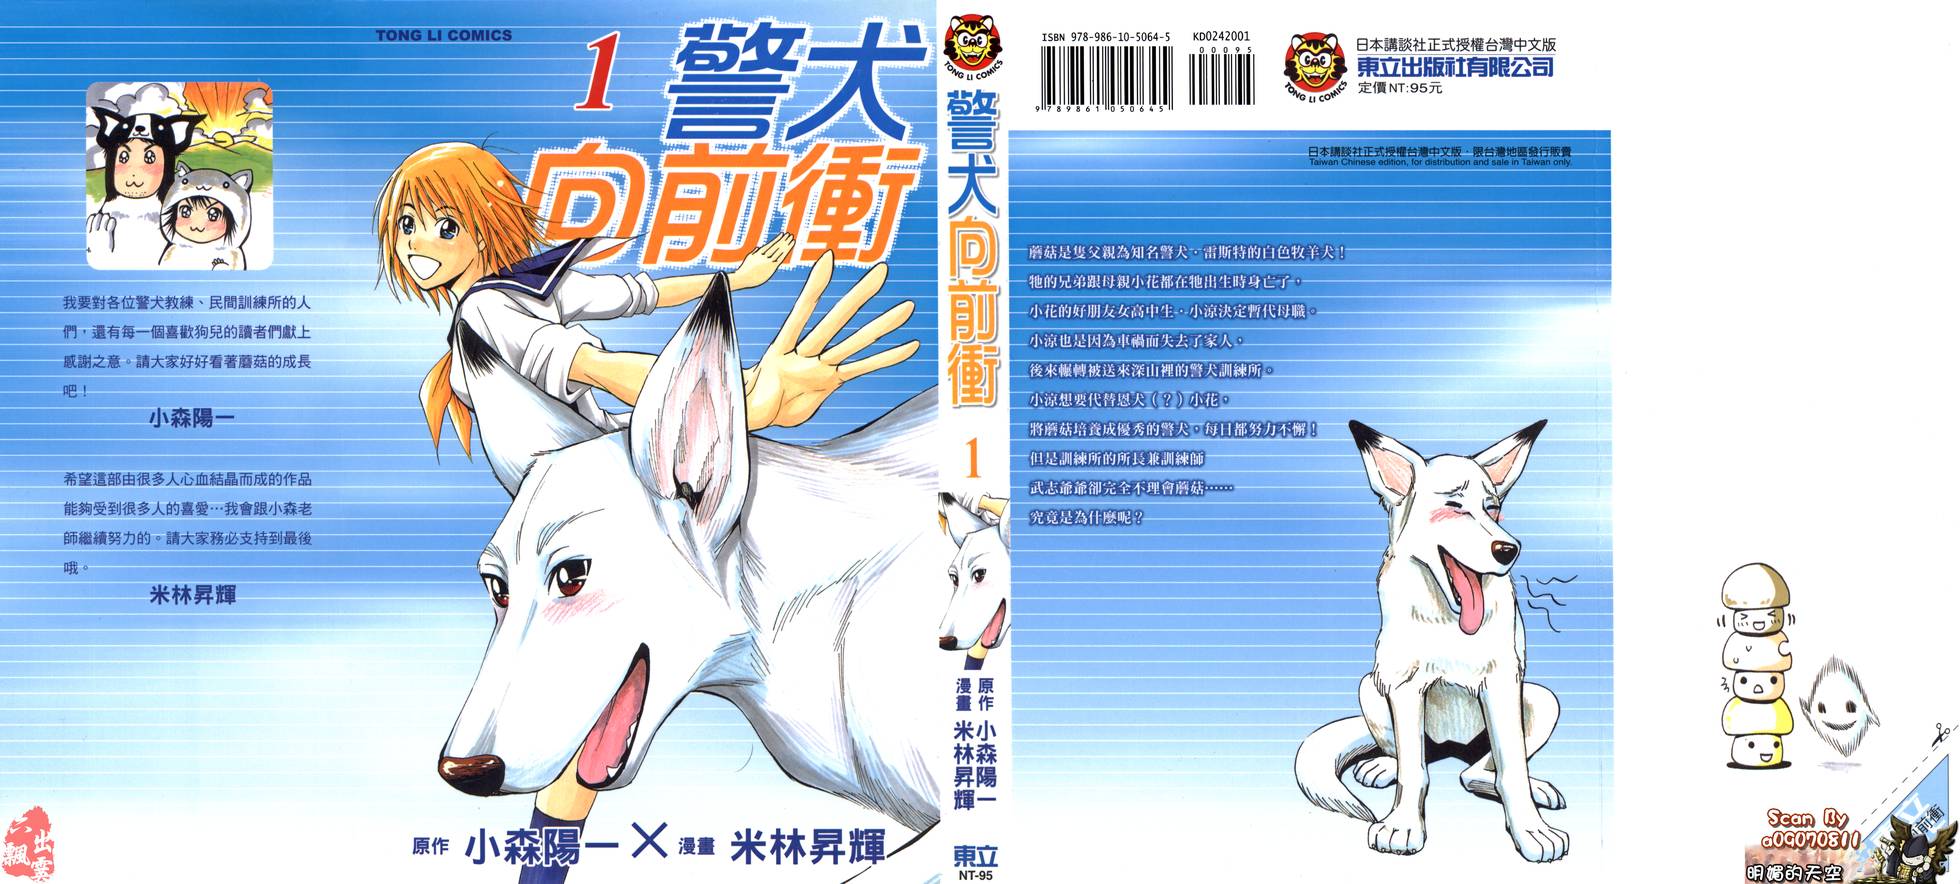 TONG LI COMICS
1
警犬
向前衝
我要對各位警犬教練、民間訓練所的人
們，還有每一個喜歡狗兒的讀者們獻上
感謝之意。請大家好好看著蘑菇的成長
吧！
小森陽一
希望這部由很多人心血結晶而成的作品
能夠受到很多人的喜愛…我會跟小森老
師繼續努力的。請大家務必支持到最後
哦。
米林昇輝
原作 小森陽一×漫畫 米林昇輝
六飄出雲
TONG LI COMICS
警犬向前衝
1
原作 小森陽一
漫畫 米林昇輝
東立
NT-95
ISBN 978-986-10-5064-5
9 789861 050645
KD0242001
00095
TONG LI COMICS
日本講談社正式授權台灣中文版
東立出版社有限公司
定價NT:95元
日本講談社正式授權台灣中文版．限台灣地區發行販賣
Taiwan Chinese edition, for distribution and sale in Taiwan only.
蘑菇是隻父親為知名警犬．雷斯特的白色牧羊犬！
牠的兄弟跟母親小花都在牠出生時身亡了，
小花的好朋友女高中生．小涼決定暫代母職。
小涼也是因為車禍而失去了家人，
後來輾轉被送來深山裡的警犬訓練所。
小涼想要代替恩犬（？）小花，
將蘑菇培養成優秀的警犬，每日都努力不懈！
但是訓練所的所長兼訓練師
武志爺爺卻完全不理會蘑菇……
究竟是為什麼呢？
Scan By
a09070811
明媚的天空